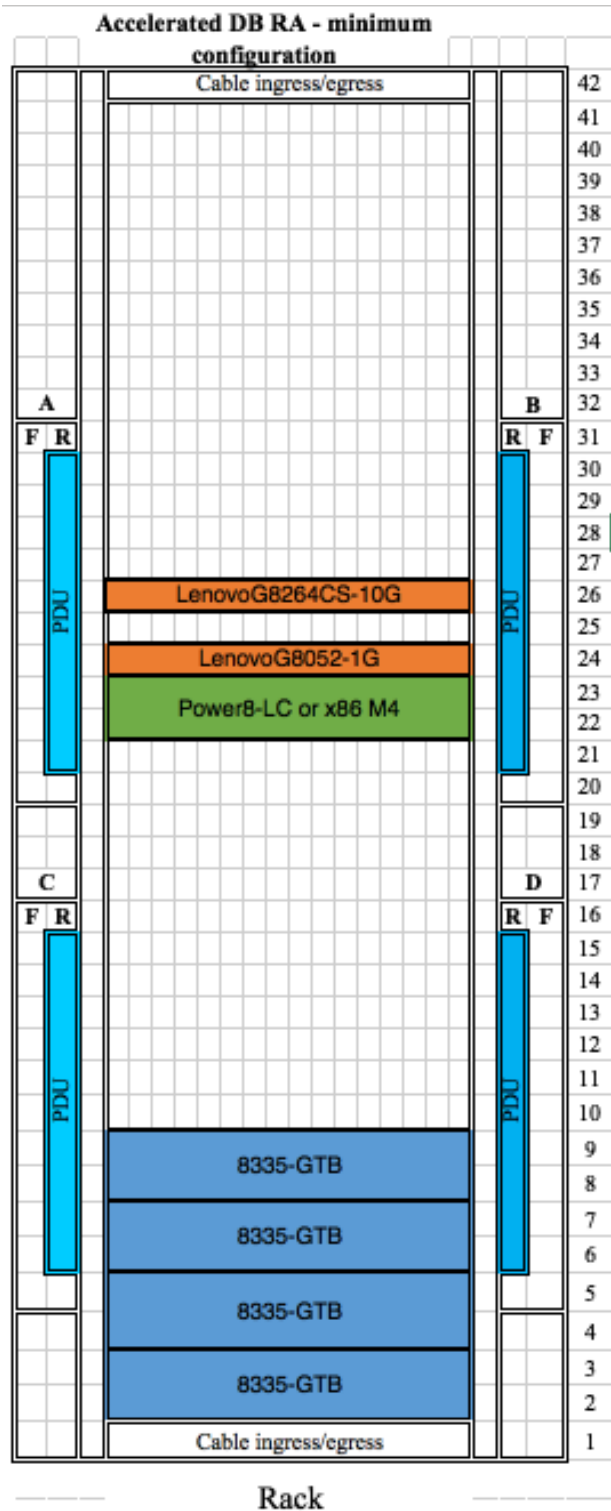 Accelerated DB RA - minimum
configuration
Cable ingress/egress 42
41
40
39
38
37
36
35
34
33
A B 32
F R R F 31
30
29
28
27
LenovoG8264CS-10G 26
PDU PDU
25
LenovoG8052-1G 24
23
Power8-LC or x86 M4
22
21
20
19
18
C D 17
F R R F 16
15
14
13
12
11
PDU PDU
10
9
8335-GTB
8
7
8335-GTB
6
5
8335-GTB
4
3
8335-GTB
2
Cable ingress/egress 1
Rack